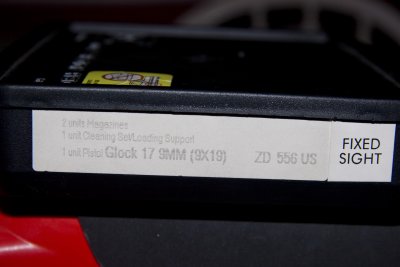 2 units Magazines
1 unit Cleaning Set/Loading Support
1 unit Pistol Glock 17 9MM (9X19) ZD 556 US
FIXED
SIGHT